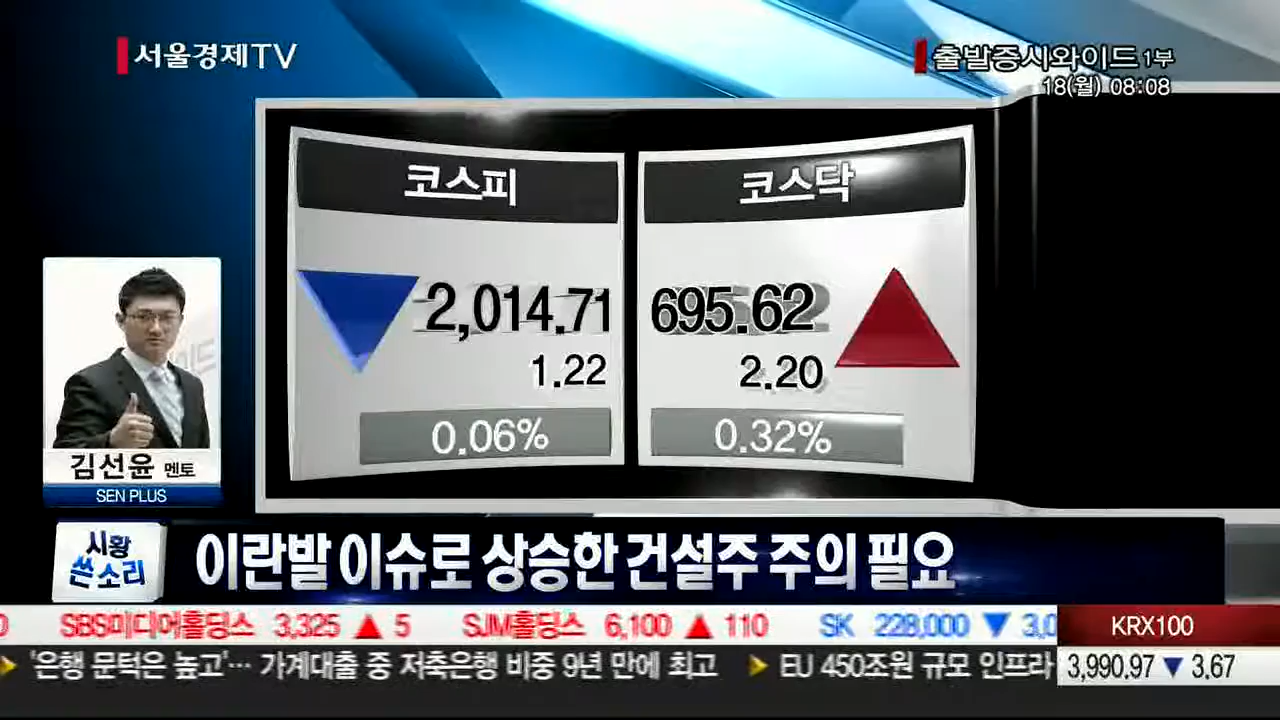 서울경제TV
출발증시와이드 1부
18(월) 08:08
코스피
2,014.71
1.22
0.06%
코스닥
695.62
2.20
0.32%
김선윤 멘토
SEN PLUS
시황
쓴소리
이란발 이슈로 상승한 건설주 주의 필요
0 SBS미디어홀딩스 3,325 ▲ 5 SJM홀딩스 6,100 ▲ 110 SK 228,000 ▼ 3,0
KRX100
'은행 문턱은 높고'… 가계대출 중 저축은행 비중 9년 만에 최고 EU 450조원 규모 인프라
3,990.97 ▼ 3.67